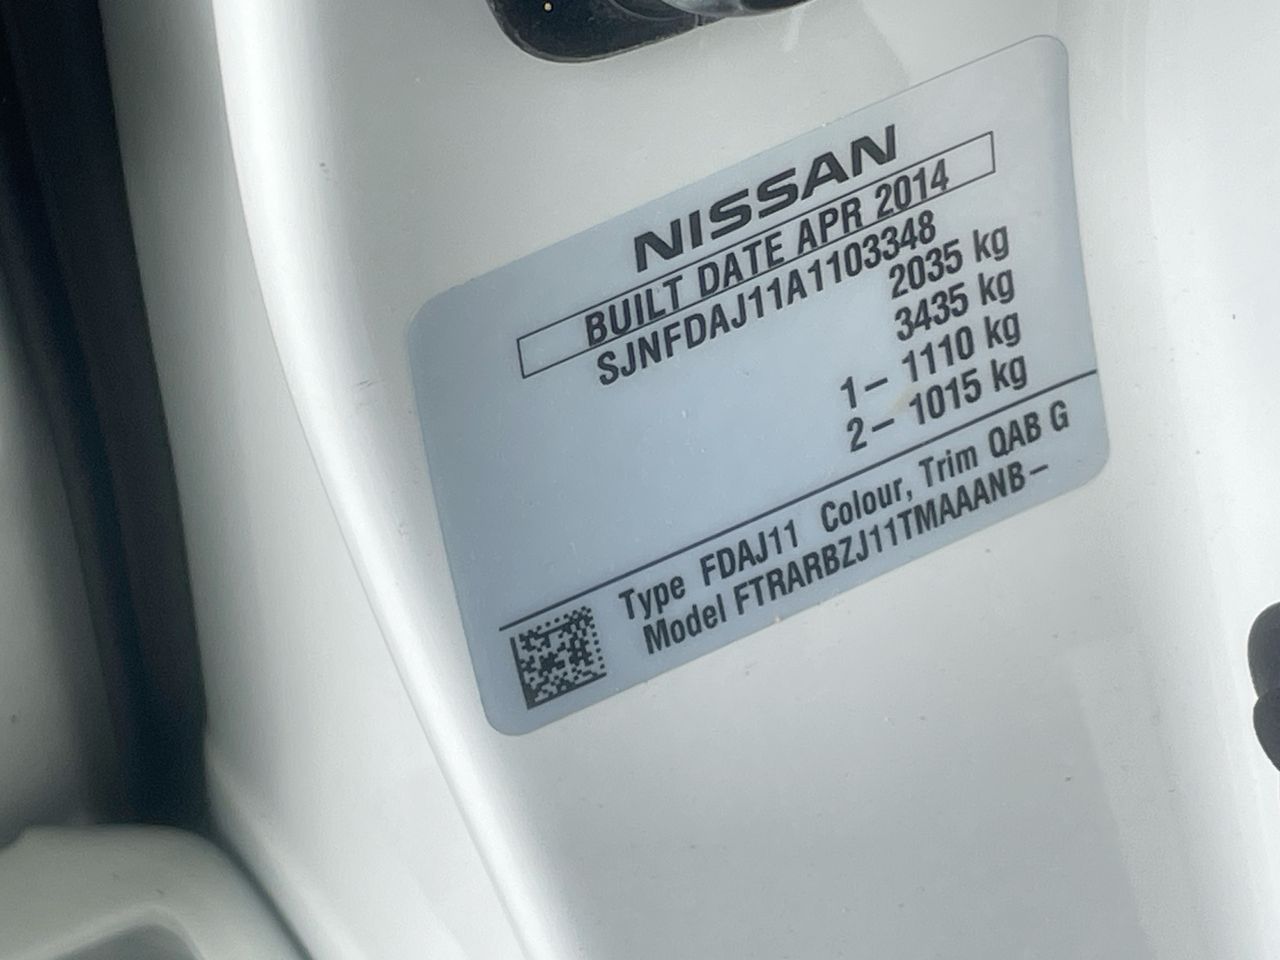 NISSAN
BUILT DATE APR 2014
SJNFDAJ11A1103348
2035 kg
3435 kg
1– 1110 kg
2– 1015 kg
Type FDAJ11 Colour, Trim QAB G
Model FTRARBZJ11TMAAANB–